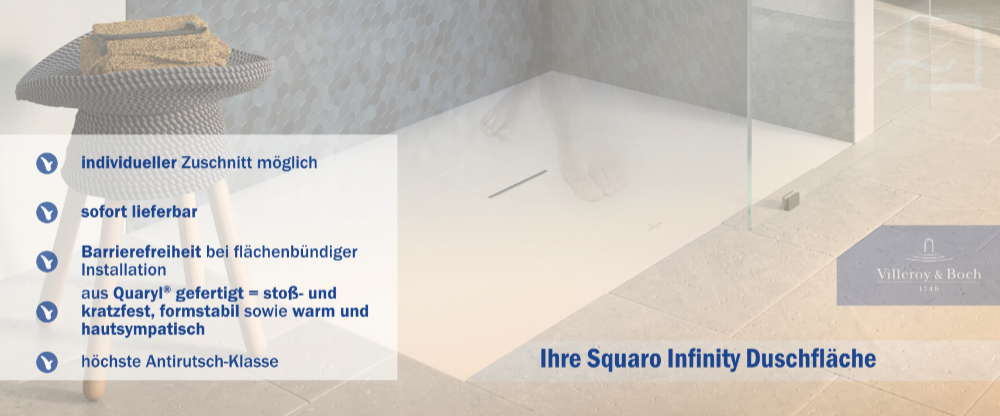 individueller Zuschnitt möglich
sofort lieferbar
Barrierefreiheit bei flächenbündiger
Installation
aus Quaryl® gefertigt = stoß- und
kratzfest, formstabil sowie warm und
hautsympatisch
höchste Antirutsch-Klasse
Villeroy & Boch
1748
Ihre Squaro Infinity Duschfläche